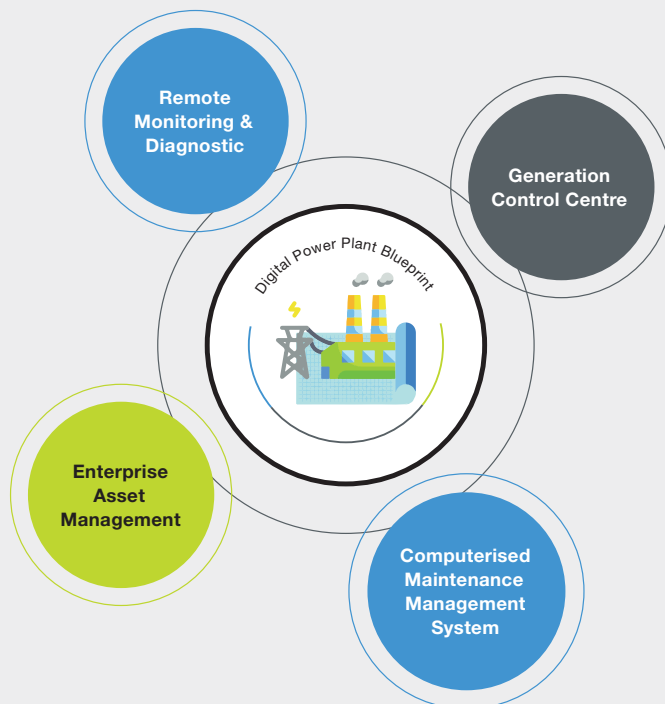 Remote
Monitoring &
Diagnostic
Generation
Control Centre
Digital Power Plant Blueprint
Enterprise
Asset
Management
Computerised
Maintenance
Management
System